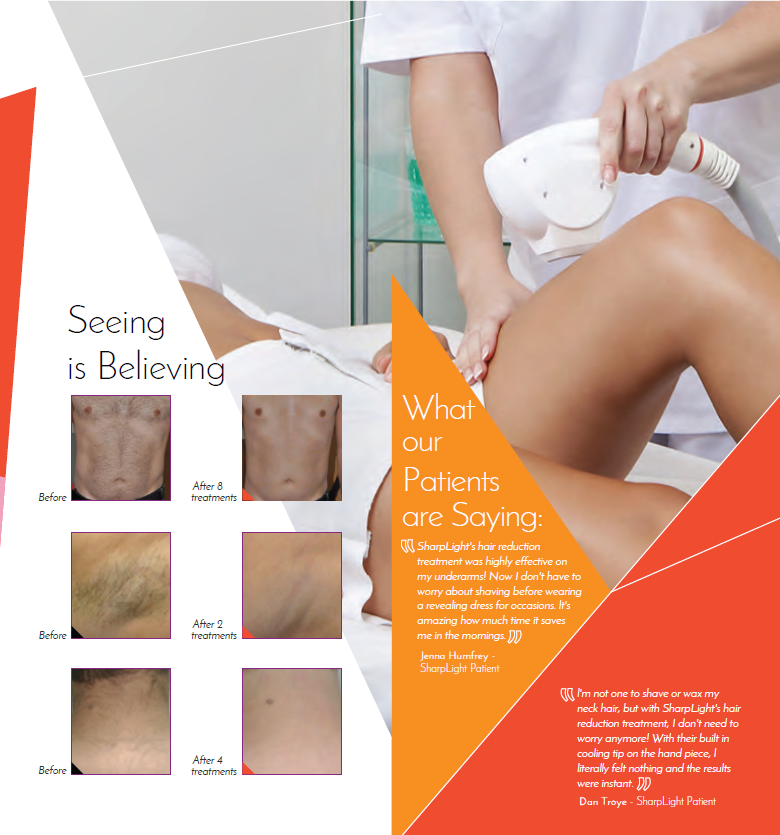 Seeing
is Believing
Before
After 8
treatments
Before
After 2
treatments
Before
After 4
treatments
What
our
Patients
are Saying:
SharpLight's hair reduction
treatment was highly effective on
my underarms! Now I don't have to
worry about shaving before wearing
a revealing dress for occasions. It's
amazing how much time it saves
me in the mornings.
Jenna Humfrey -
SharpLight Patient
I'm not one to shave or wax my
neck hair, but with SharpLight's hair
reduction treatment, I don't need to
worry anymore! With their built in
cooling tip on the hand piece, I
literally felt nothing and the results
were instant.
Dan Troye - SharpLight Patient